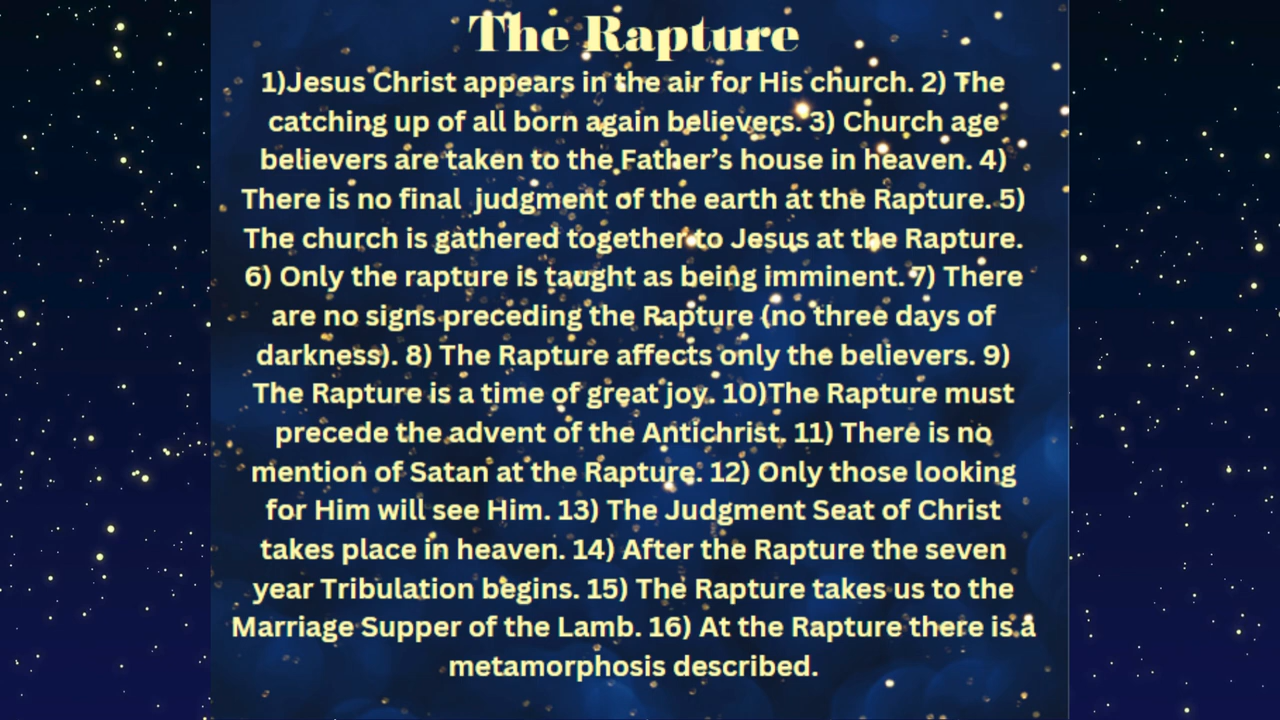 The Rapture
1)Jesus Christ appears in the air for His church. 2) The
catching up of all born again believers. 3) Church age
believers are taken to the Father’s house in heaven. 4)
There is no final  judgment of the earth at the Rapture. 5)
The church is gathered together to Jesus at the Rapture.
6) Only the rapture is taught as being imminent. 7) There
are no signs preceding the Rapture (no three days of
darkness). 8) The Rapture affects only the believers. 9)
The Rapture is a time of great joy. 10)The Rapture must
precede the advent of the Antichrist. 11) There is no
mention of Satan at the Rapture. 12) Only those looking
for Him will see Him. 13) The Judgment Seat of Christ
takes place in heaven. 14) After the Rapture the seven
year Tribulation begins. 15) The Rapture takes us to the
Marriage Supper of the Lamb. 16) At the Rapture there is a
metamorphosis described.